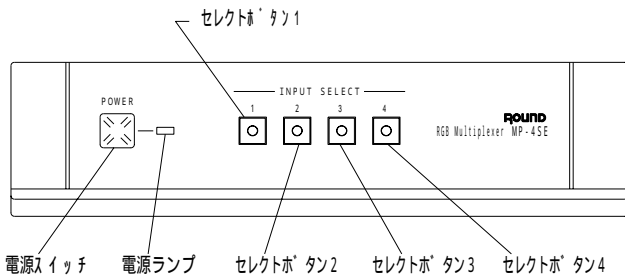 セレクトボタン1
INPUT SELECT
POWER
1 2 3 4
ROUND
RGB Multiplexer MP-4SE
電源スイッチ 電源ランプ セレクトボタン2 セレクトボタン3 セレクトボタン4